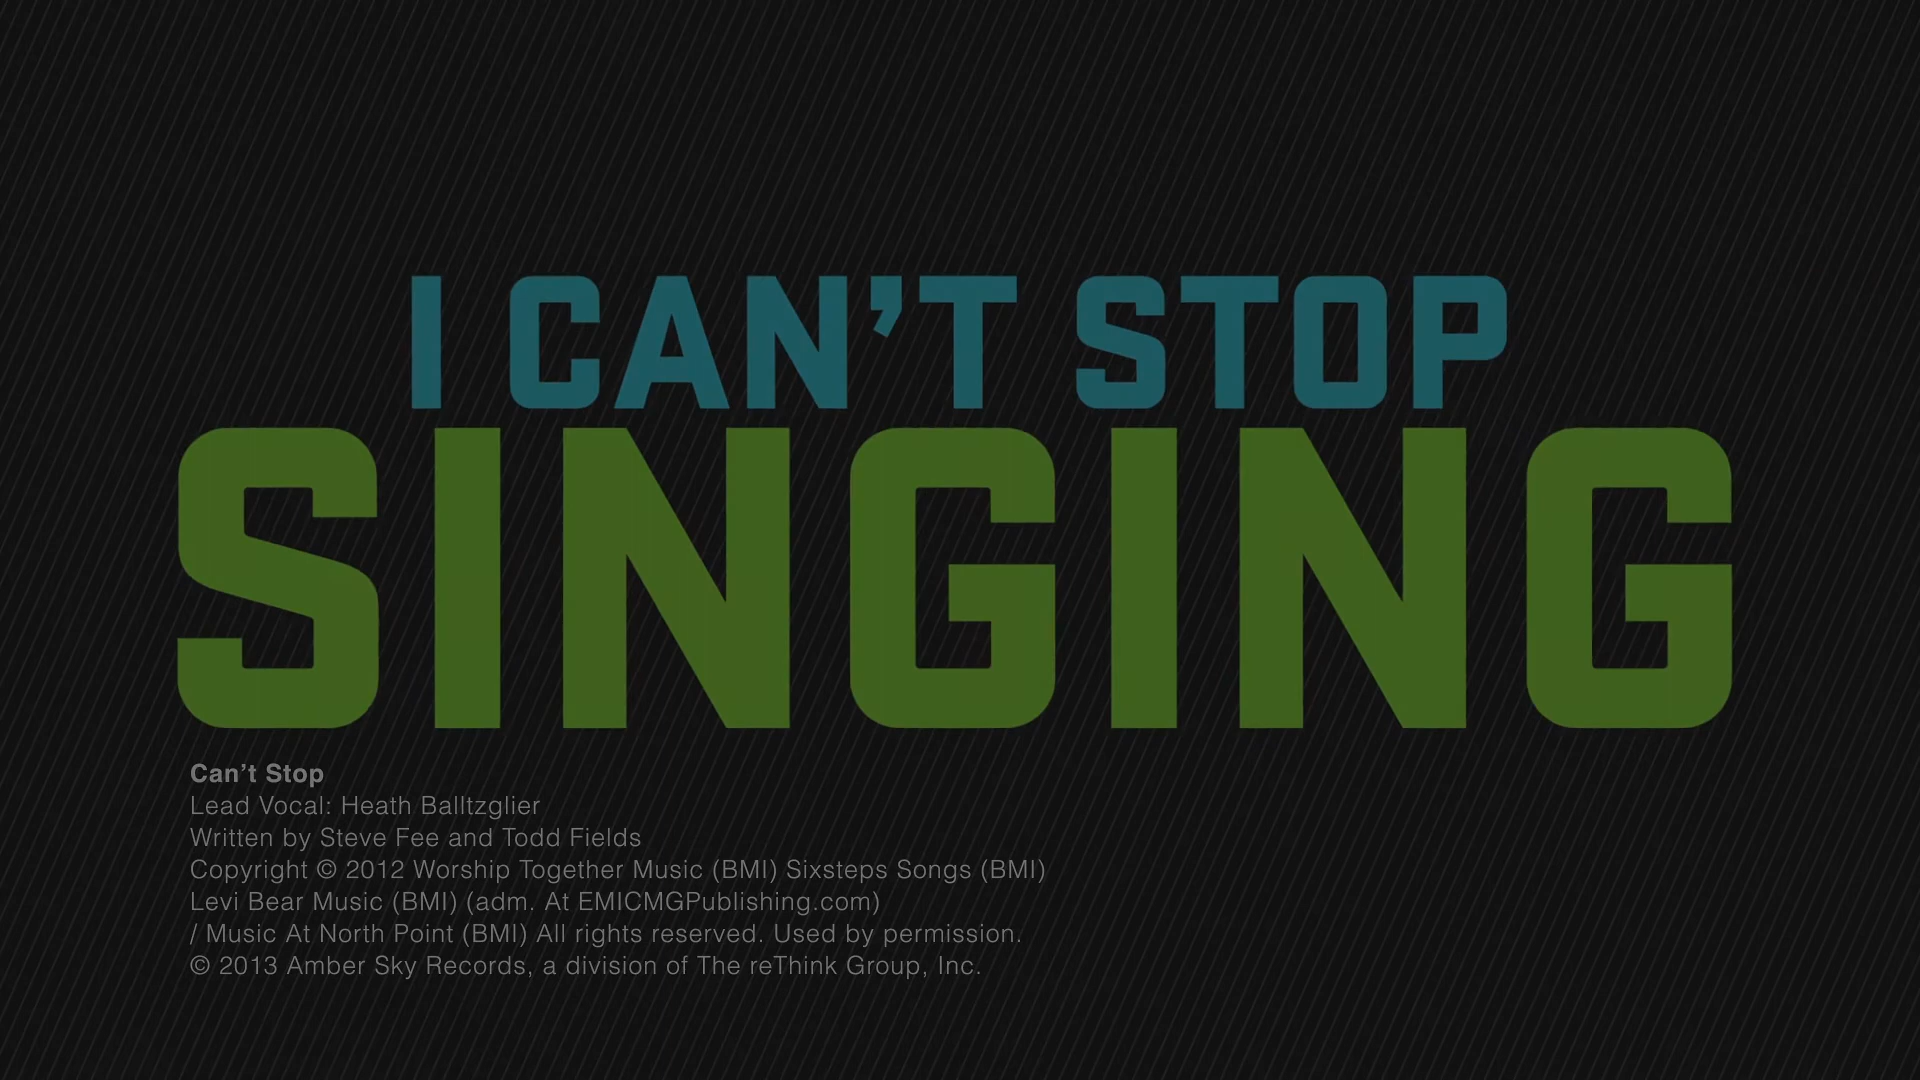 I CAN’T STOP
SINGING
Can’t Stop
Lead Vocal: Heath Balltzglier
Written by Steve Fee and Todd Fields
Copyright © 2012 Worship Together Music (BMI) Sixsteps Songs (BMI)
Levi Bear Music (BMI) (adm. At EMICMGPublishing.com)
/ Music At North Point (BMI) All rights reserved. Used by permission.
© 2013 Amber Sky Records, a division of The reThink Group, Inc.